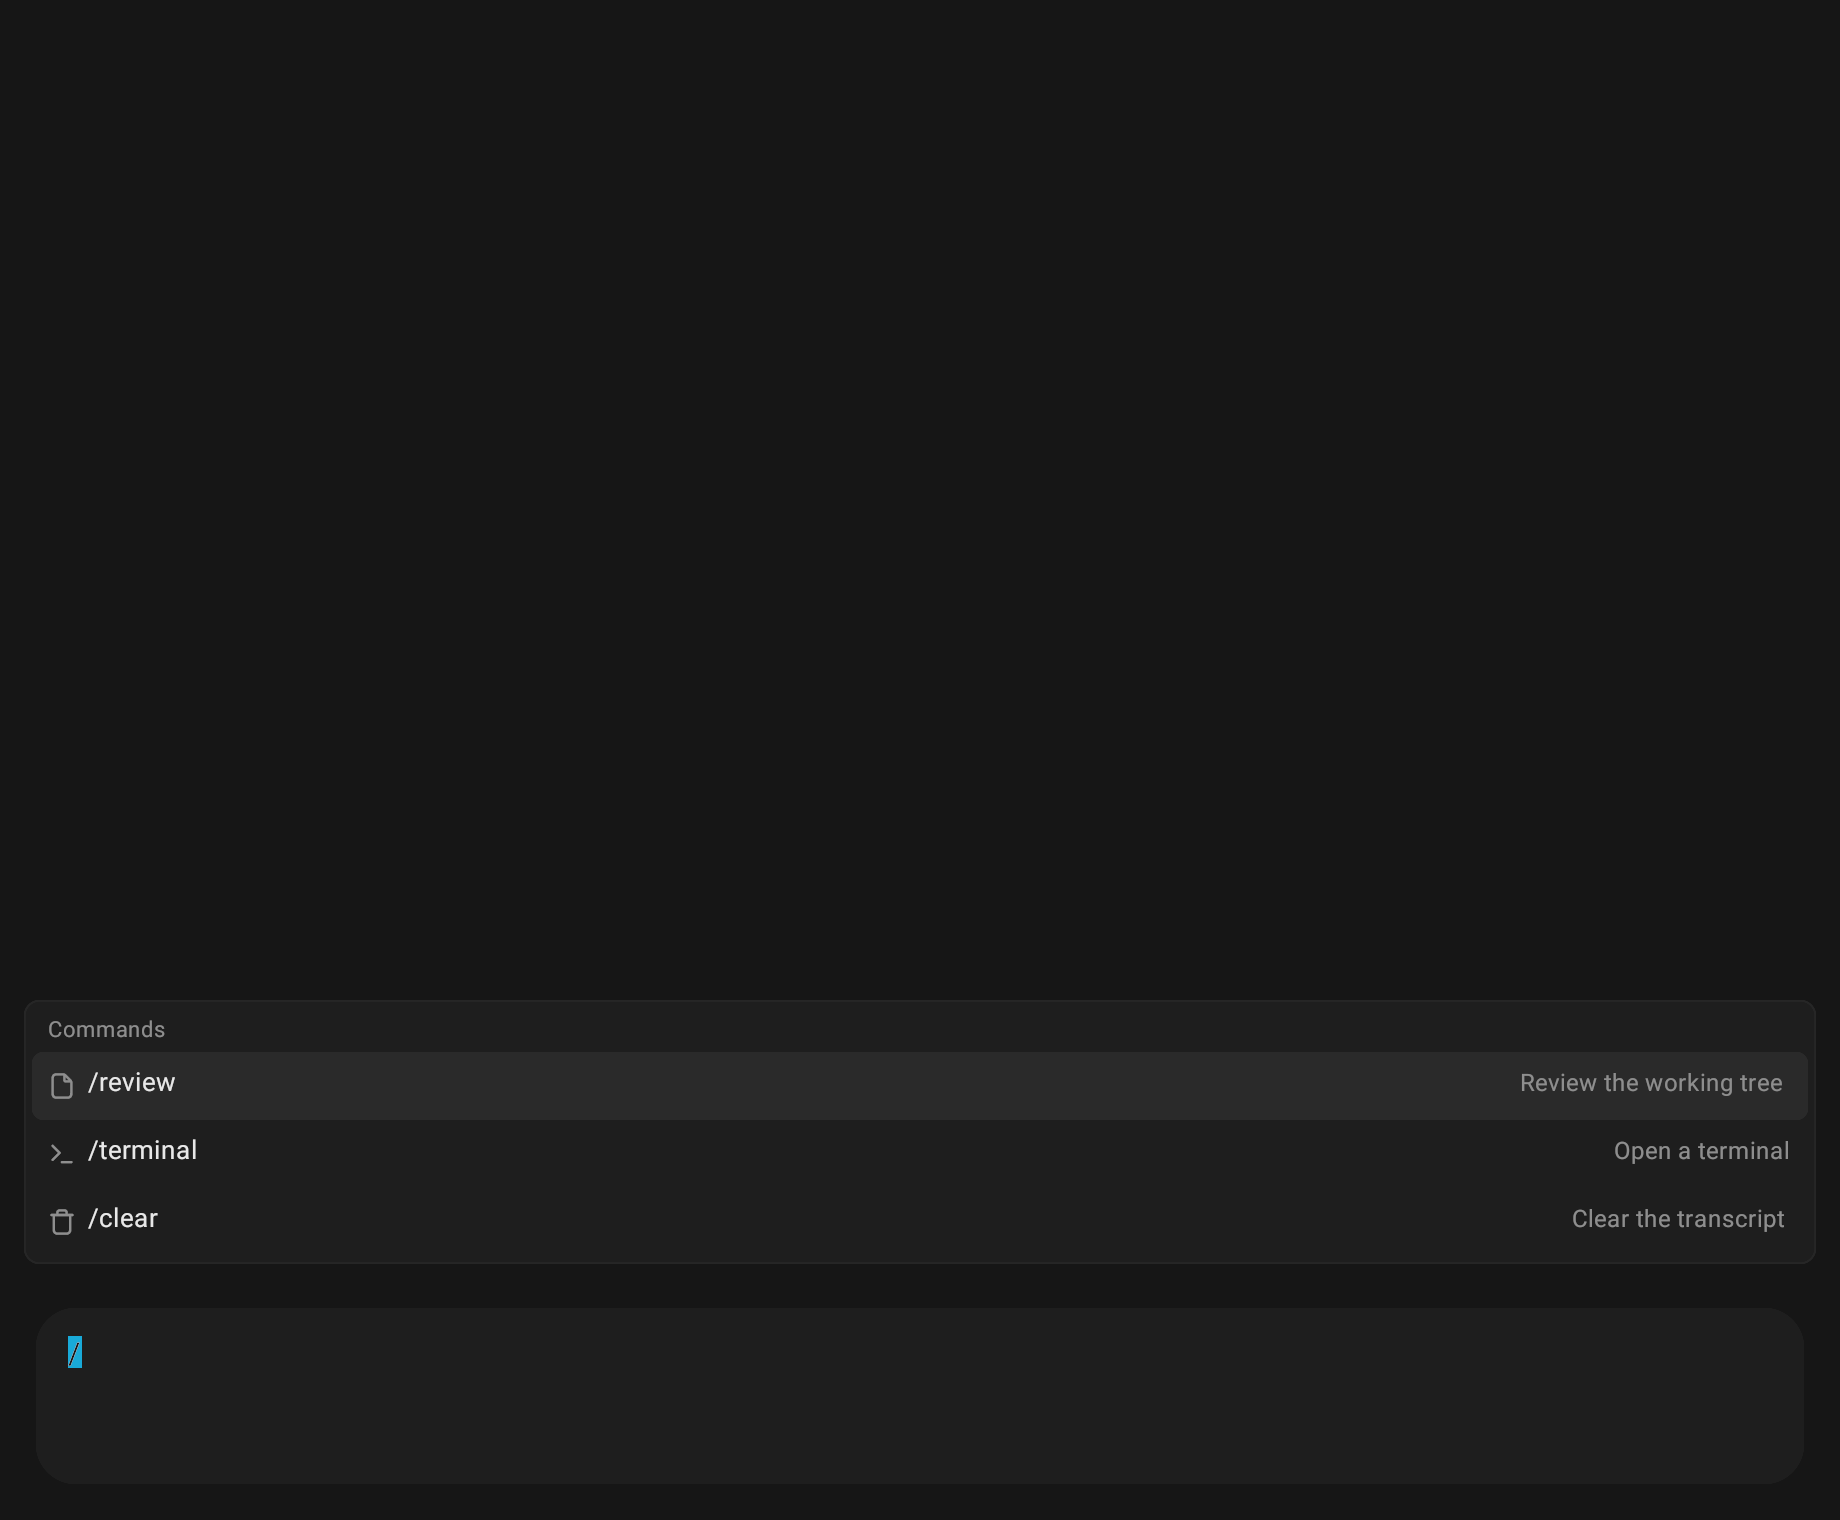 Commands
/review Review the working tree
/terminal Open a terminal
/clear Clear the transcript
/